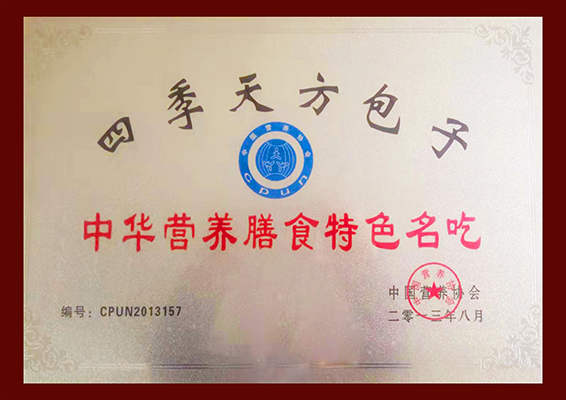 四季天方包子
中国营养协会
cpun
中华营养膳食特色名吃
编号：CPUN2013157
中国营养协会
二零一三年八月